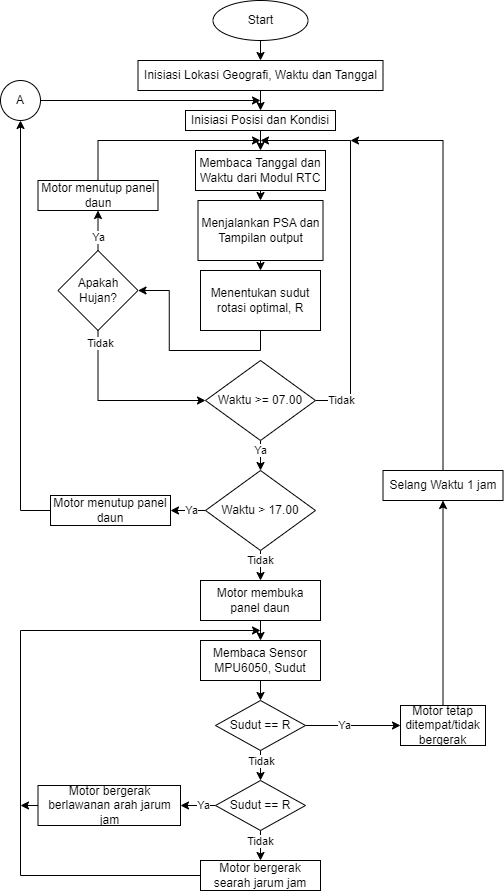 Start
Inisiasi Lokasi Geografi, Waktu dan Tanggal
A
Inisiasi Posisi dan Kondisi
Membaca Tanggal dan
Waktu dari Modul RTC
Motor menutup panel
daun
Menjalankan PSA dan
Tampilan output
Ya
Apakah
Hujan?
Menentukan sudut
rotasi optimal, R
Tidak
Waktu >= 07.00
Tidak
Ya
Selang Waktu 1 jam
Motor menutup panel
daun
Ya
Waktu > 17.00
Tidak
Motor membuka
panel daun
Membaca Sensor
MPU6050, Sudut
Sudut == R
Ya
Motor tetap
ditempat/tidak
bergerak
Tidak
Motor bergerak
berlawanan arah jarum
jam
Ya
Sudut == R
Tidak
Motor bergerak
searah jarum jam